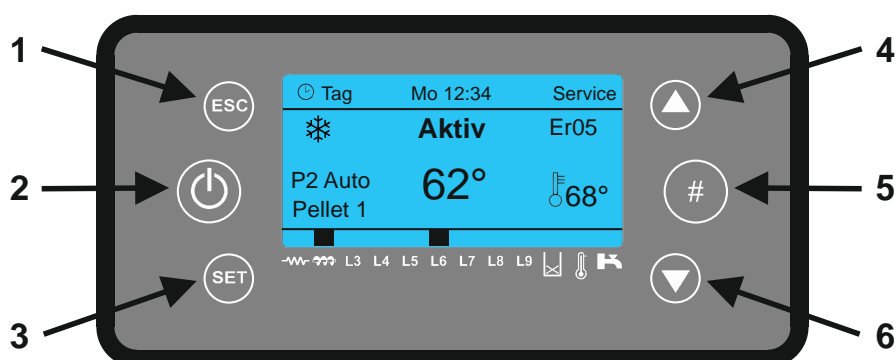 1 4
ESC
Tag Mo 12:34 Service
Aktiv Er05
2 5
#
P2 Auto 62° 68°
Pellet 1
SET
L3 L4 L5 L6 L7 L8 L9
3 6